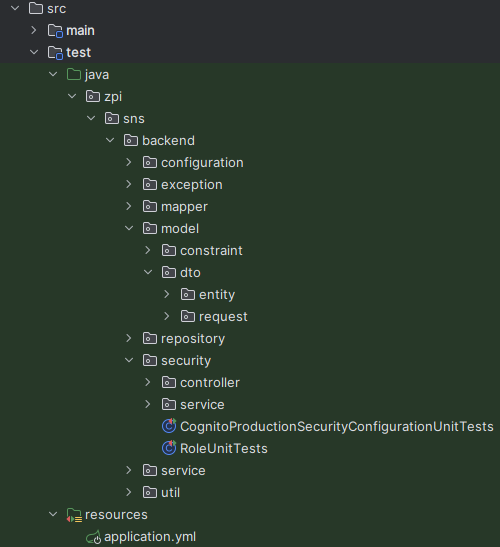 src
main
test
java
zpi
sns
backend
configuration
exception
mapper
model
constraint
dto
entity
request
repository
security
controller
service
CognitoProductionSecurityConfigurationUnitTests
RoleUnitTests
service
util
resources
application.yml